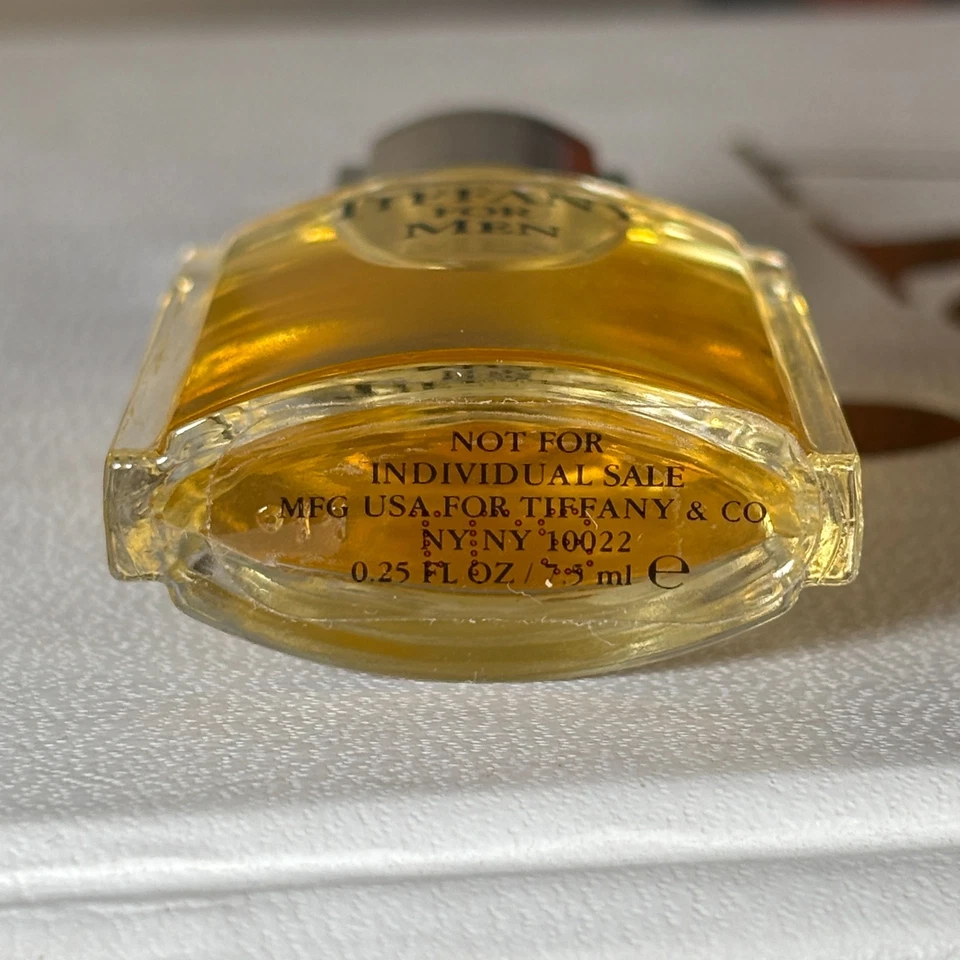 TIFFANY
FOR
MEN
NOT FOR
INDIVIDUAL SALE
MFG USA FOR TIFFANY & CO
NY NY 10022
0.25 FL OZ / 7.5 ml ℮